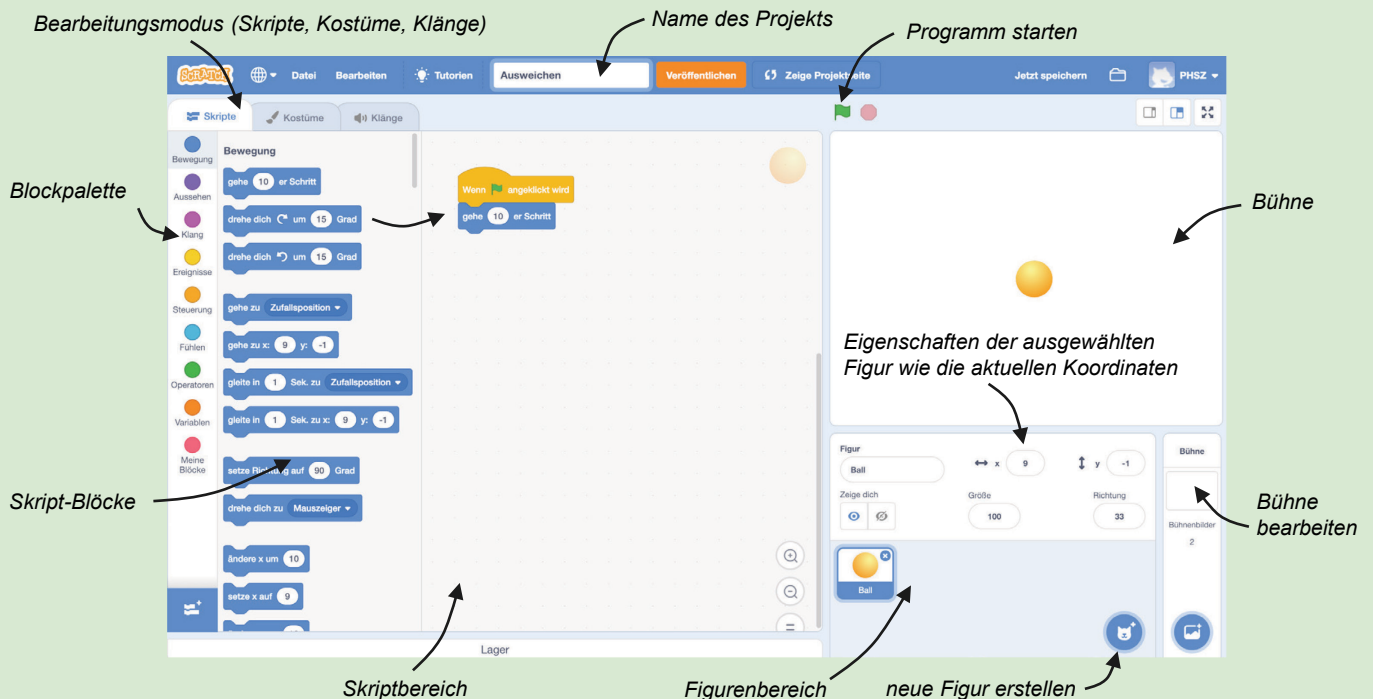 Bearbeitungsmodus (Skripte, Kostüme, Klänge)
Name des Projekts
Programm starten
SCRATCH
Datei
Bearbeiten
Tutorien
Ausweichen
Veröffentlichen
Zeige Projektseite
Jetzt speichern
PHSZ
Skripte
Kostüme
Klänge
Blockpalette
Bewegung
Aussehen
Klang
Ereignisse
Steuerung
Fühlen
Operatoren
Variablen
Meine
Blöcke
Skript-Blöcke
Bewegung
gehe 10 er Schritt
drehe dich um 15 Grad
drehe dich um 15 Grad
gehe zu Zufallsposition
gehe zu x: 9 y: -1
gleite in 1 Sek. zu Zufallsposition
gleite in 1 Sek. zu x: 9 y: -1
setze Richtung auf 90 Grad
drehe dich zu Mauszeiger
ändere x um 10
setze x auf 9
Wenn angeklickt wird
gehe 10 er Schritt
Bühne
Eigenschaften der ausgewählten
Figur wie die aktuellen Koordinaten
Figur
Ball
x 9
y -1
Zeige dich
Größe
100
Richtung
33
Ball
Bühne
Bühnenbilder
2
Bühne
bearbeiten
Lager
Skriptbereich
Figurenbereich
neue Figur erstellen